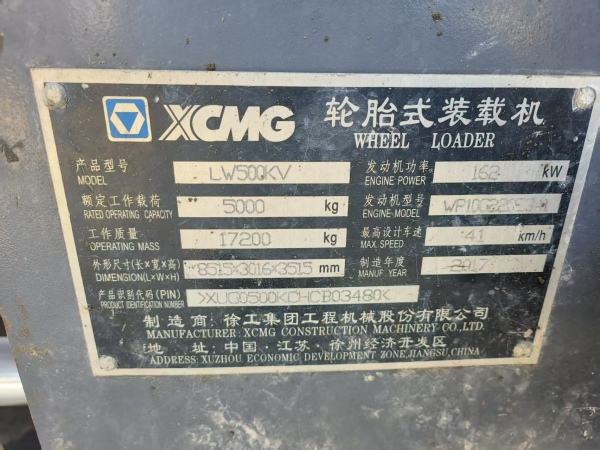 XCMG 轮胎式装载机
WHEEL LOADER
产品型号 LW500KV 发动机功率 162 kW
MODEL ENGINE POWER
额定工作载荷 5000 kg 发动机型号
RATED OPERATING CAPACITY ENGINE-MODEL
工作质量 17200 kg 最高设计车速 41 km/h
OPERATING MASS MAX. SPEED
外形尺寸(长×宽×高) 8515×3016×3515 mm 制造年度 2017
DIMENSION(L×W×H) MANUF YEAR
产品识别代码(PIN)
PRODUCT IDENTIFICATION NUMBER
制造商:徐工集团工程机械股份有限公司
MANUFACTURER: XCMG CONSTRUCTION MACHINERY CO.,LTD.
地 址:中国·江苏·徐州经济开发区
ADDRESS: XUZHOU ECONOMIC DEVELOPMENT ZONE,JIANGSU,CHINA